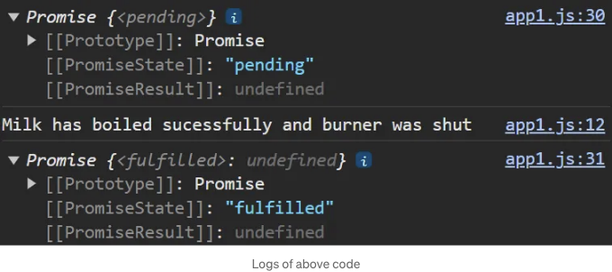 Promise {<pending>} i app1.js:30
[[Prototype]]: Promise
[[PromiseState]]: "pending"
[[PromiseResult]]: undefined
Milk has boiled sucessfully and burner was shut app1.js:12
Promise {<fulfilled>: undefined} i app1.js:31
[[Prototype]]: Promise
[[PromiseState]]: "fulfilled"
[[PromiseResult]]: undefined
Logs of above code